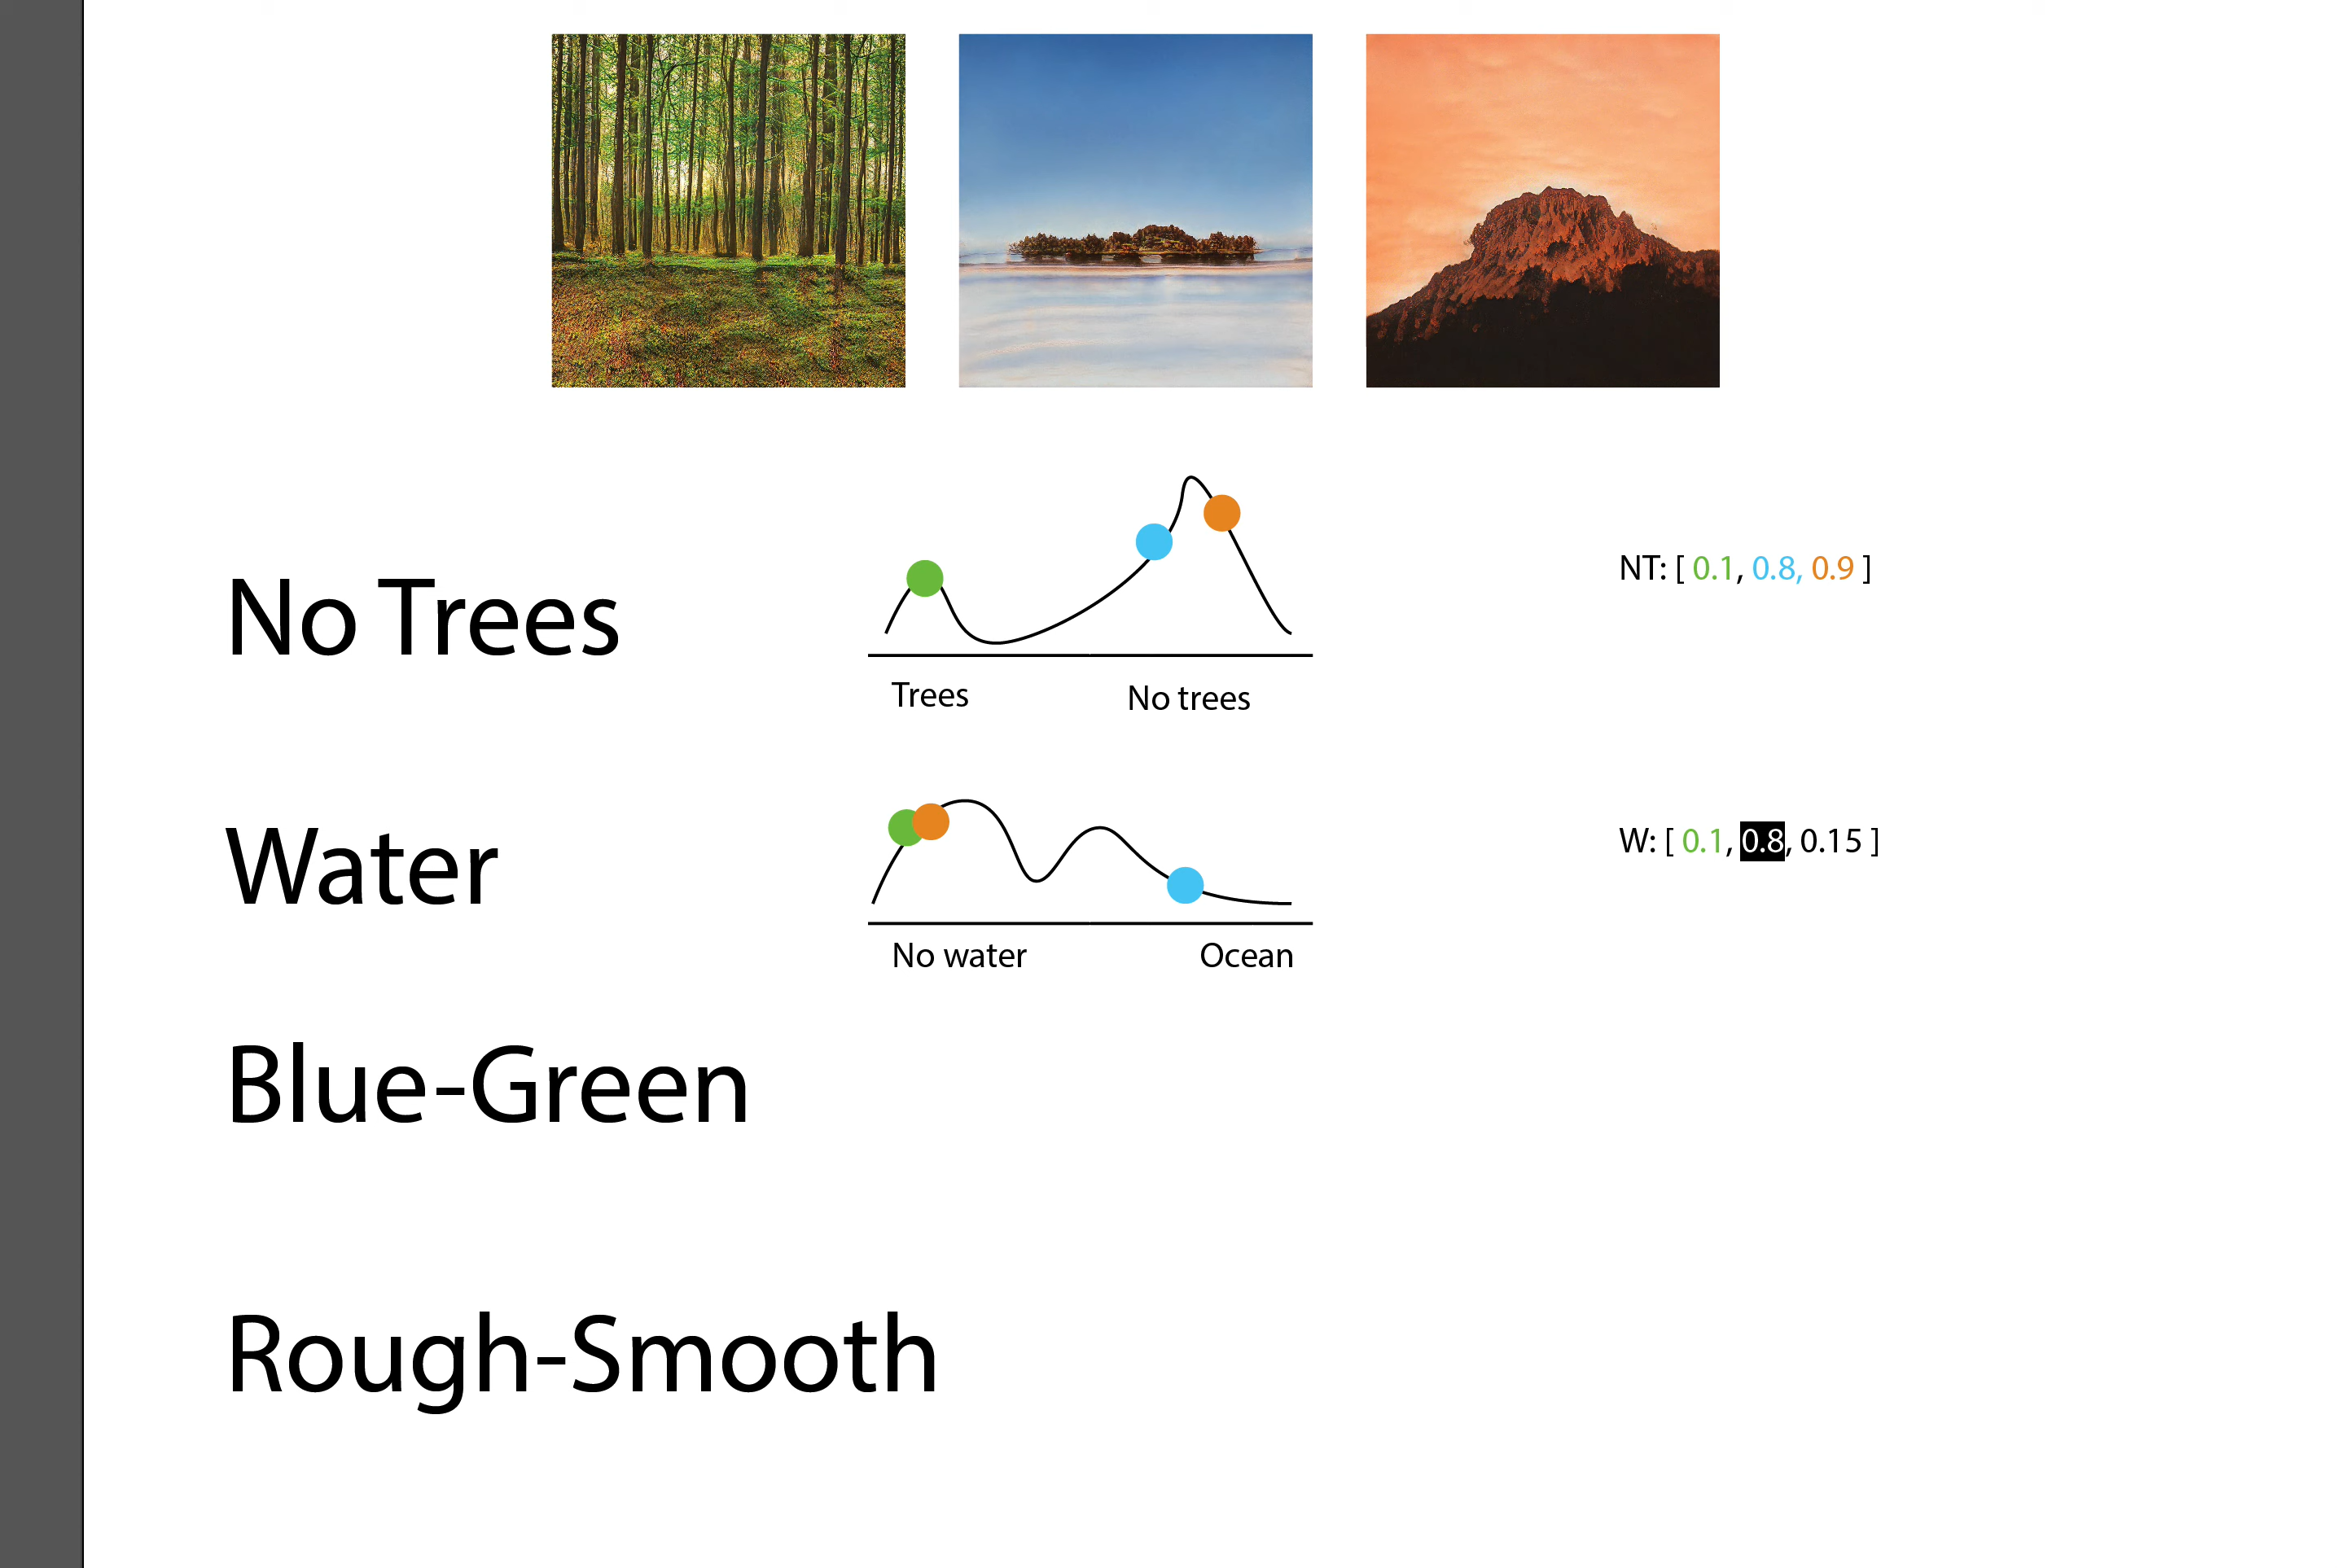 No Trees
Trees
No trees
NT: [ 0.1, 0.8, 0.9 ]
Water
No water
Ocean
W: [ 0.1, 0.8, 0.15 ]
Blue-Green
Rough-Smooth